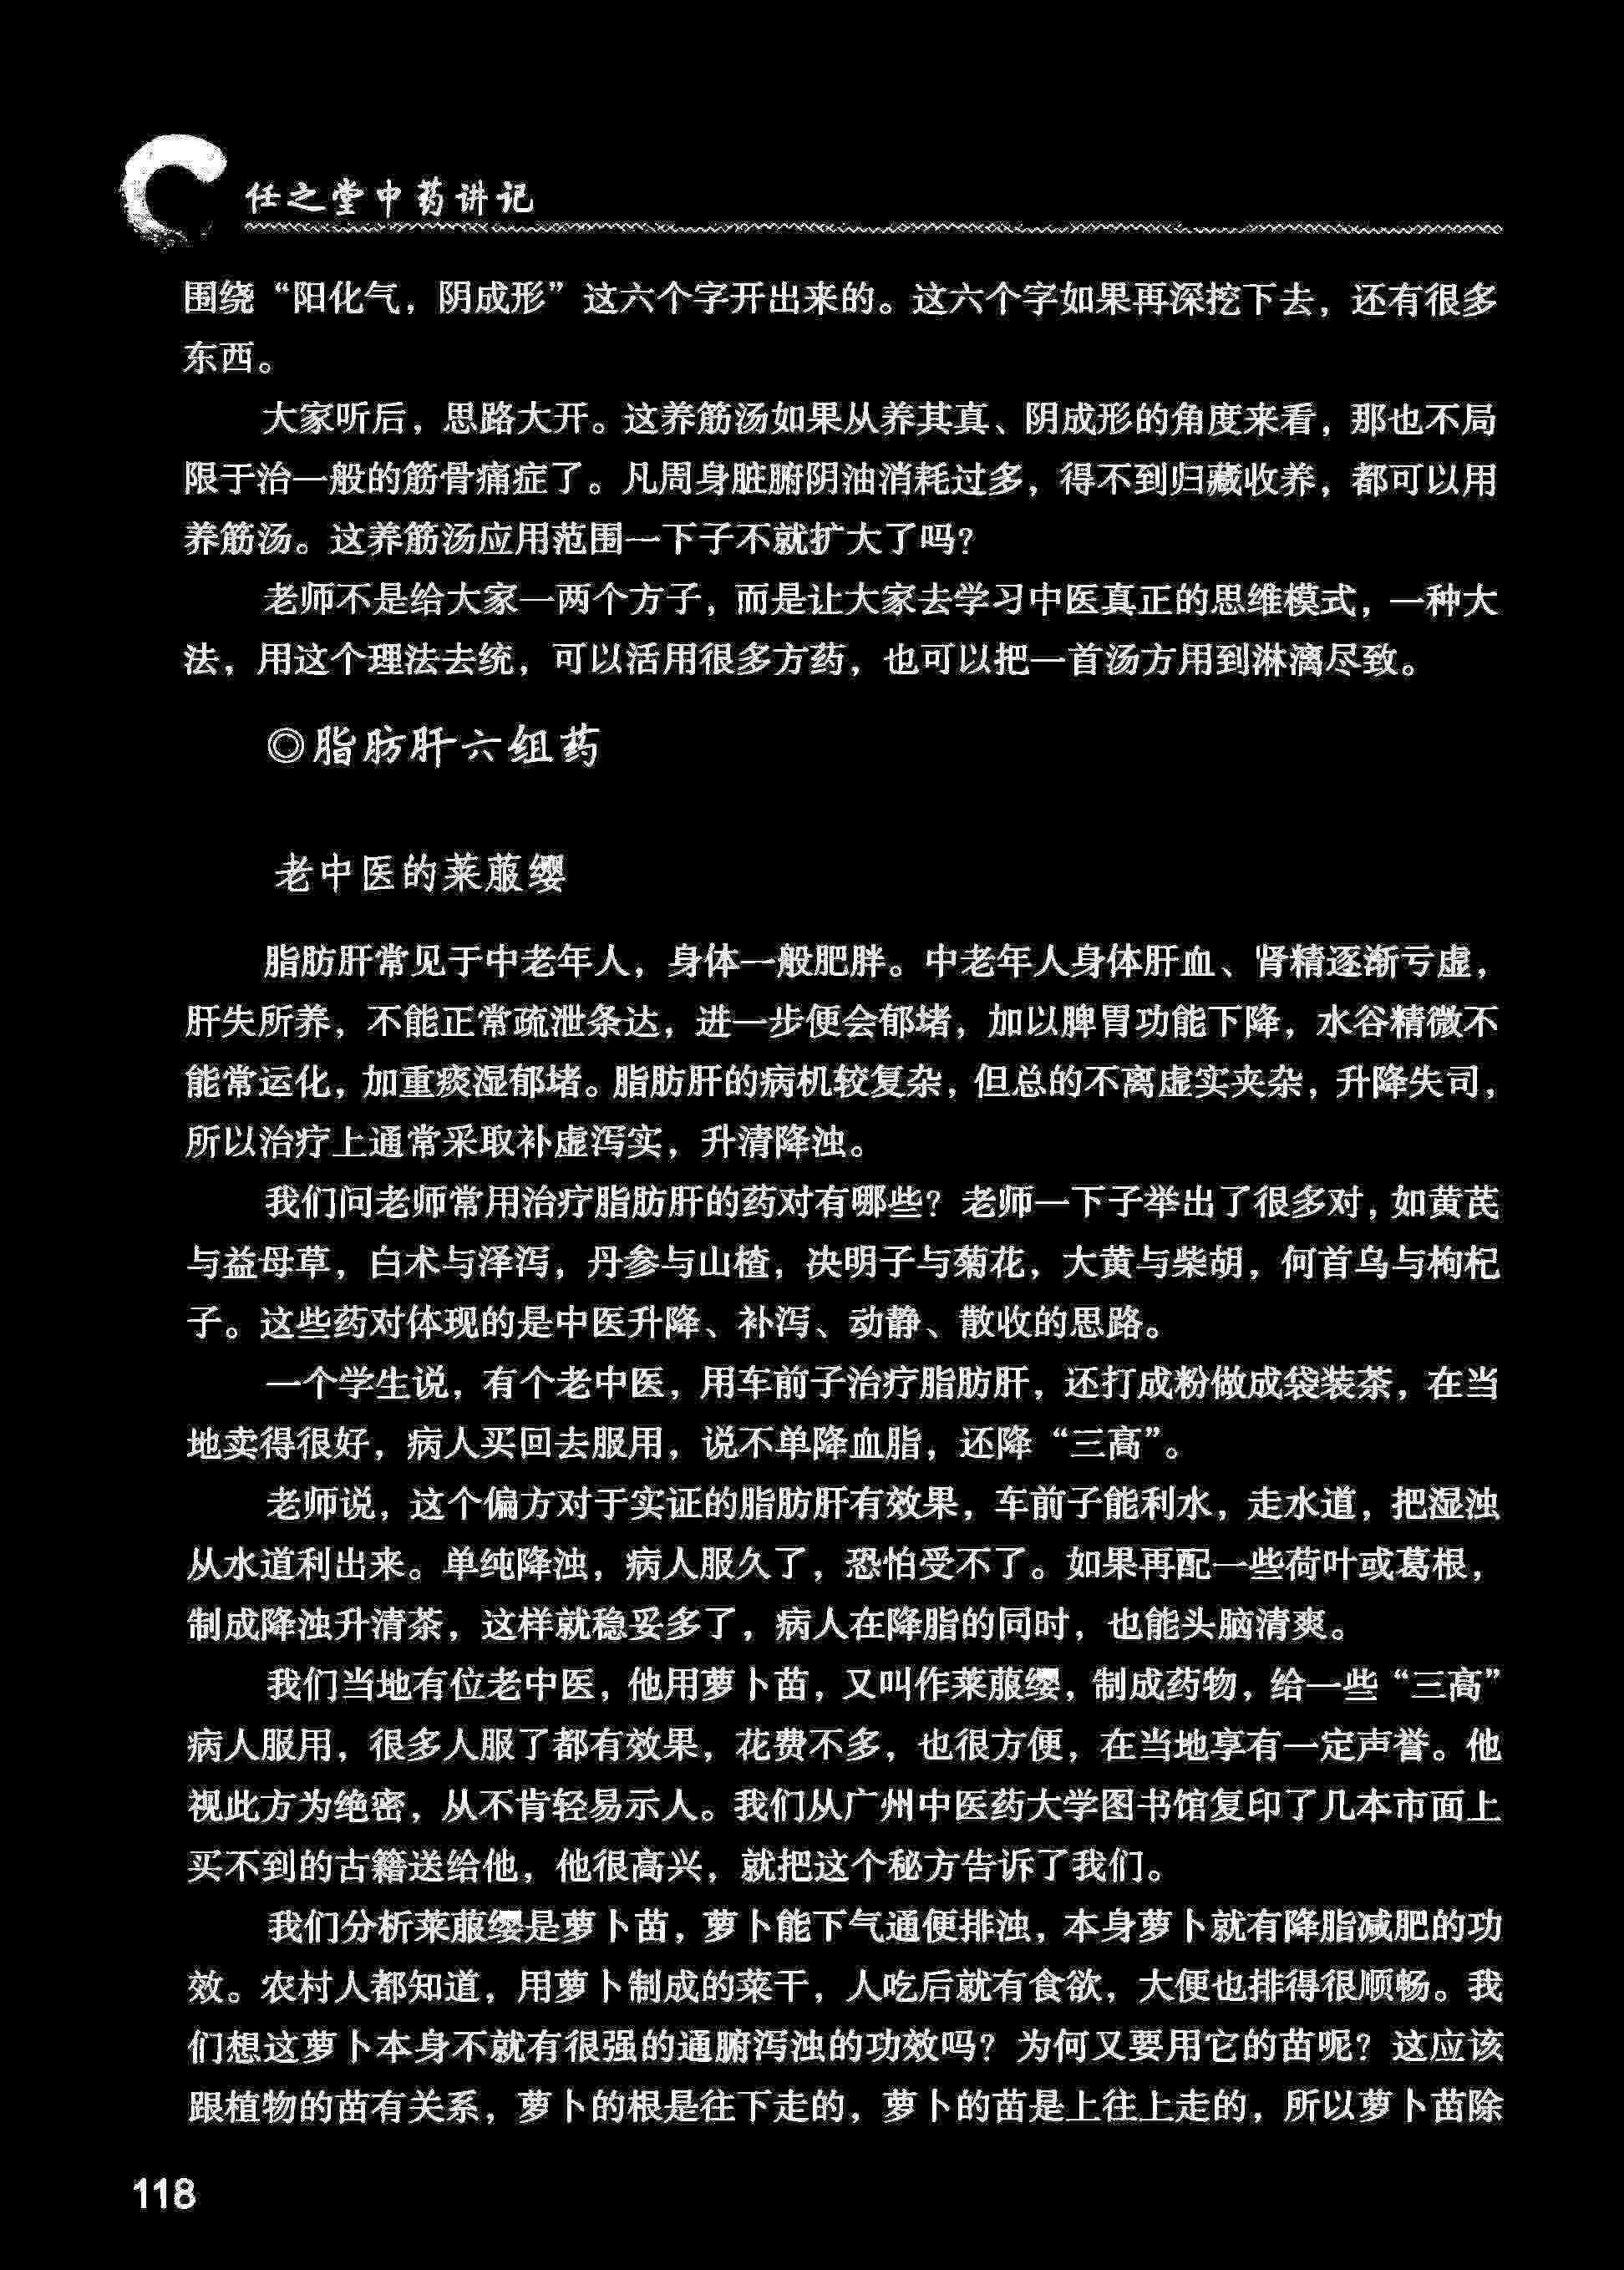 任之堂中药讲记
围绕“阳化气，阴成形”这六个字开出来的。这六个字如果再深挖下去，还有很多
东西。
大家听后，思路大开。这养筋汤如果从养其真、阴成形的角度来看，那也不局
限于治一般的筋骨痛症了。凡周身脏腑阴油消耗过多，得不到归藏收养，都可以用
养筋汤。这养筋汤应用范围一下子不就扩大了吗？
老师不是给大家一两个方子，而是让大家去学习中医真正的思维模式，一种大
法，用这个理法去统，可以活用很多方药，也可以把一首汤方用到淋漓尽致。
◎脂肪肝六组药
老中医的莱菔缨
脂肪肝常见于中老年人，身体一般肥胖。中老年人身体肝血、肾精逐渐亏虚，
肝失所养，不能正常疏泄条达，进一步便会郁堵，加以脾胃功能下降，水谷精微不
能常运化，加重痰湿郁堵。脂肪肝的病机较复杂，但总的不离虚实夹杂，升降失司，
所以治疗上通常采取补虚泻实，升清降浊。
我们问老师常用治疗脂肪肝的药对有哪些？老师一下子举出了很多对，如黄芪
与益母草，白术与泽泻，丹参与山楂，决明子与菊花，大黄与柴胡，何首乌与枸杞
子。这些药对体现的是中医升降、补泻、动静、散收的思路。
一个学生说，有个老中医，用车前子治疗脂肪肝，还打成粉做成袋装茶，在当
地卖得很好，病人买回去服用，说不单降血脂，还降“三高”。
老师说，这个偏方对于实证的脂肪肝有效果，车前子能利水，走水道，把湿浊
从水道利出来。单纯降浊，病人服久了，恐怕受不了。如果再配一些荷叶或葛根，
制成降浊升清茶，这样就稳妥多了，病人在降脂的同时，也能头脑清爽。
我们当地有位老中医，他用萝卜苗，又叫作莱菔缨，制成药物，给一些“三高”
病人服用，很多人服了都有效果，花费不多，也很方便，在当地享有一定声誉。他
视此方为绝密，从不肯轻易示人。我们从广州中医药大学图书馆复印了几本市面上
买不到的古籍送给他，他很高兴，就把这个秘方告诉了我们。
我们分析莱菔缨是萝卜苗，萝卜能下气通便排浊，本身萝卜就有降脂减肥的功
效。农村人都知道，用萝卜制成的菜干，人吃后就有食欲，大便也排得很顺畅。我
们想这萝卜本身不就有很强的通腑泻浊的功效吗？为何又要用它的苗呢？这应该
跟植物的苗有关系，萝卜的根是往下走的，萝卜的苗是上往上走的，所以萝卜苗除
118